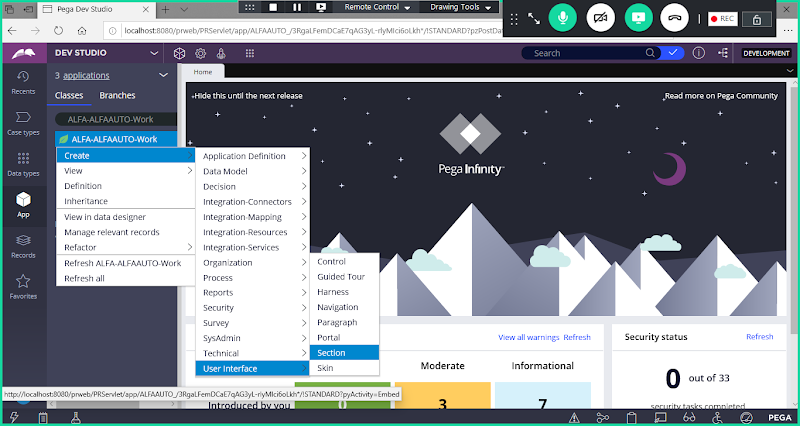 Pega Dev Studio
Remote Control
Drawing Tools
REC
localhost:8080/prweb/PRServlet/app/ALFAAUTO_/3RgaLFemDCaE7qAG3yL-rlyMIci6oLkh*/!STANDARD?pzPostDa
DEV STUDIO
Search
DEVELOPMENT
Recents
Case types
Data types
App
Records
Favorites
3 applications
Classes
Branches
ALFA-ALFAAUTO-Work
ALFA-ALFAAUTO-Work
Create
View
Definition
Inheritance
View in data designer
Manage relevant records
Refactor
Refresh ALFA-ALFAAUTO-Work
Refresh all
Application Definition
Data Model
Decision
Integration-Connectors
Integration-Mapping
Integration-Resources
Integration-Services
Organization
Process
Reports
Security
Survey
SysAdmin
Technical
User Interface
Control
Guided Tour
Harness
Navigation
Paragraph
Portal
Section
Skin
Home
Hide this until the next release
Read more on Pega Community
Pega Infinity™
View all warnings Refresh
Moderate
Informational
Introduced by you
0
3
7
Security status
Refresh
0 out of 33
security tasks completed
http://localhost:8080/prweb/PRServlet/app/ALFAAUTO_/3RgaLFemDCaE7qAG3yL-rlyMIci6oLkh*/!STANDARD?pyActivity=Embed
PEGA